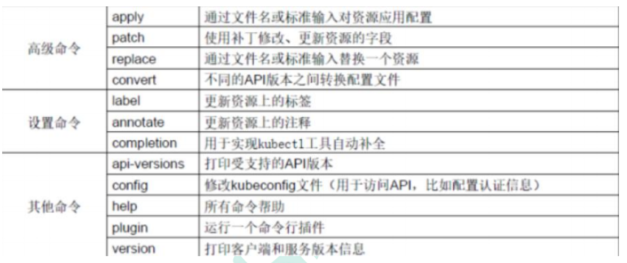 高级命令
apply 通过文件名或标准输入对资源应用配置
patch 使用补丁修改、更新资源的字段
replace 通过文件名或标准输入替换一个资源
convert 不同的API版本之间转换配置文件
设置命令
label 更新资源上的标签
annotate 更新资源上的注释
completion 用于实现kubectl工具自动补全
其他命令
api-versions 打印受支持的API版本
config 修改kubeconfig文件（用于访问API，比如配置认证信息）
help 所有命令帮助
plugin 运行一个命令行插件
version 打印客户端和服务版本信息